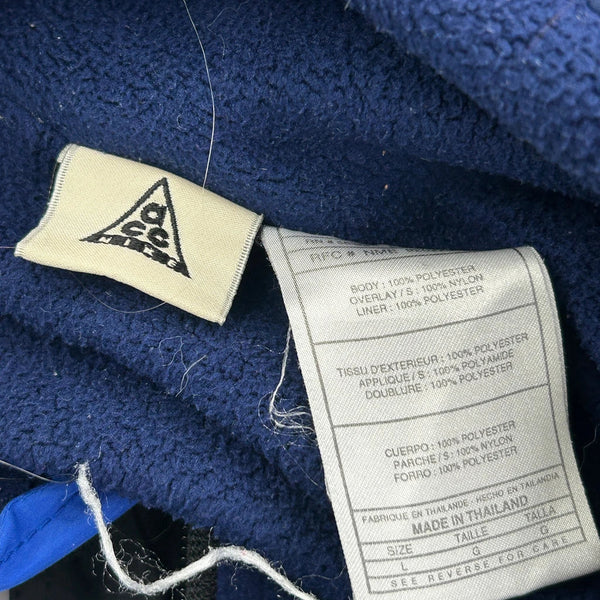 a
cc
NIKE
RFC #
BODY : 100% POLYESTER
OVERLAY / S : 100% NYLON
LINER : 100% POLYESTER
TISSU D'EXTERIEUR : 100% POLYESTER
APPLIQUE / S : 100% POLYAMIDE
DOUBLURE : 100% POLYESTER
CUERPO : 100% POLYESTER
PARCHE / S : 100% NYLON
FORRO : 100% POLYESTER
FABRIQUE EN THAILANDE - HECHO EN TAILANDIA
MADE IN THAILAND
SIZE TAILLE TALLA
L G G
SEE REVERSE FOR CARE